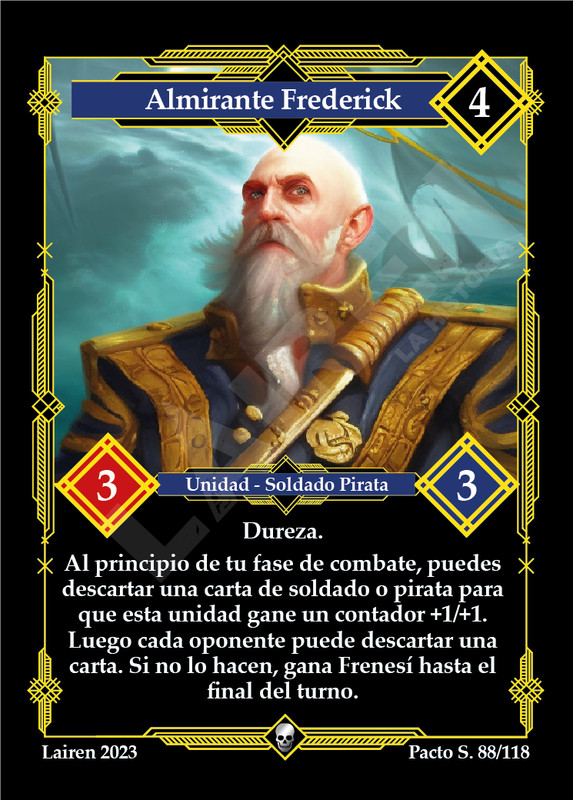 Almirante Frederick
4
3
Unidad - Soldado Pirata
3
Dureza.
Al principio de tu fase de combate, puedes
descartar una carta de soldado o pirata para
que esta unidad gane un contador +1/+1.
Luego cada oponente puede descartar una
carta. Si no lo hacen, gana Frenesí hasta el
final del turno.
Lairen 2023
Pacto S. 88/118